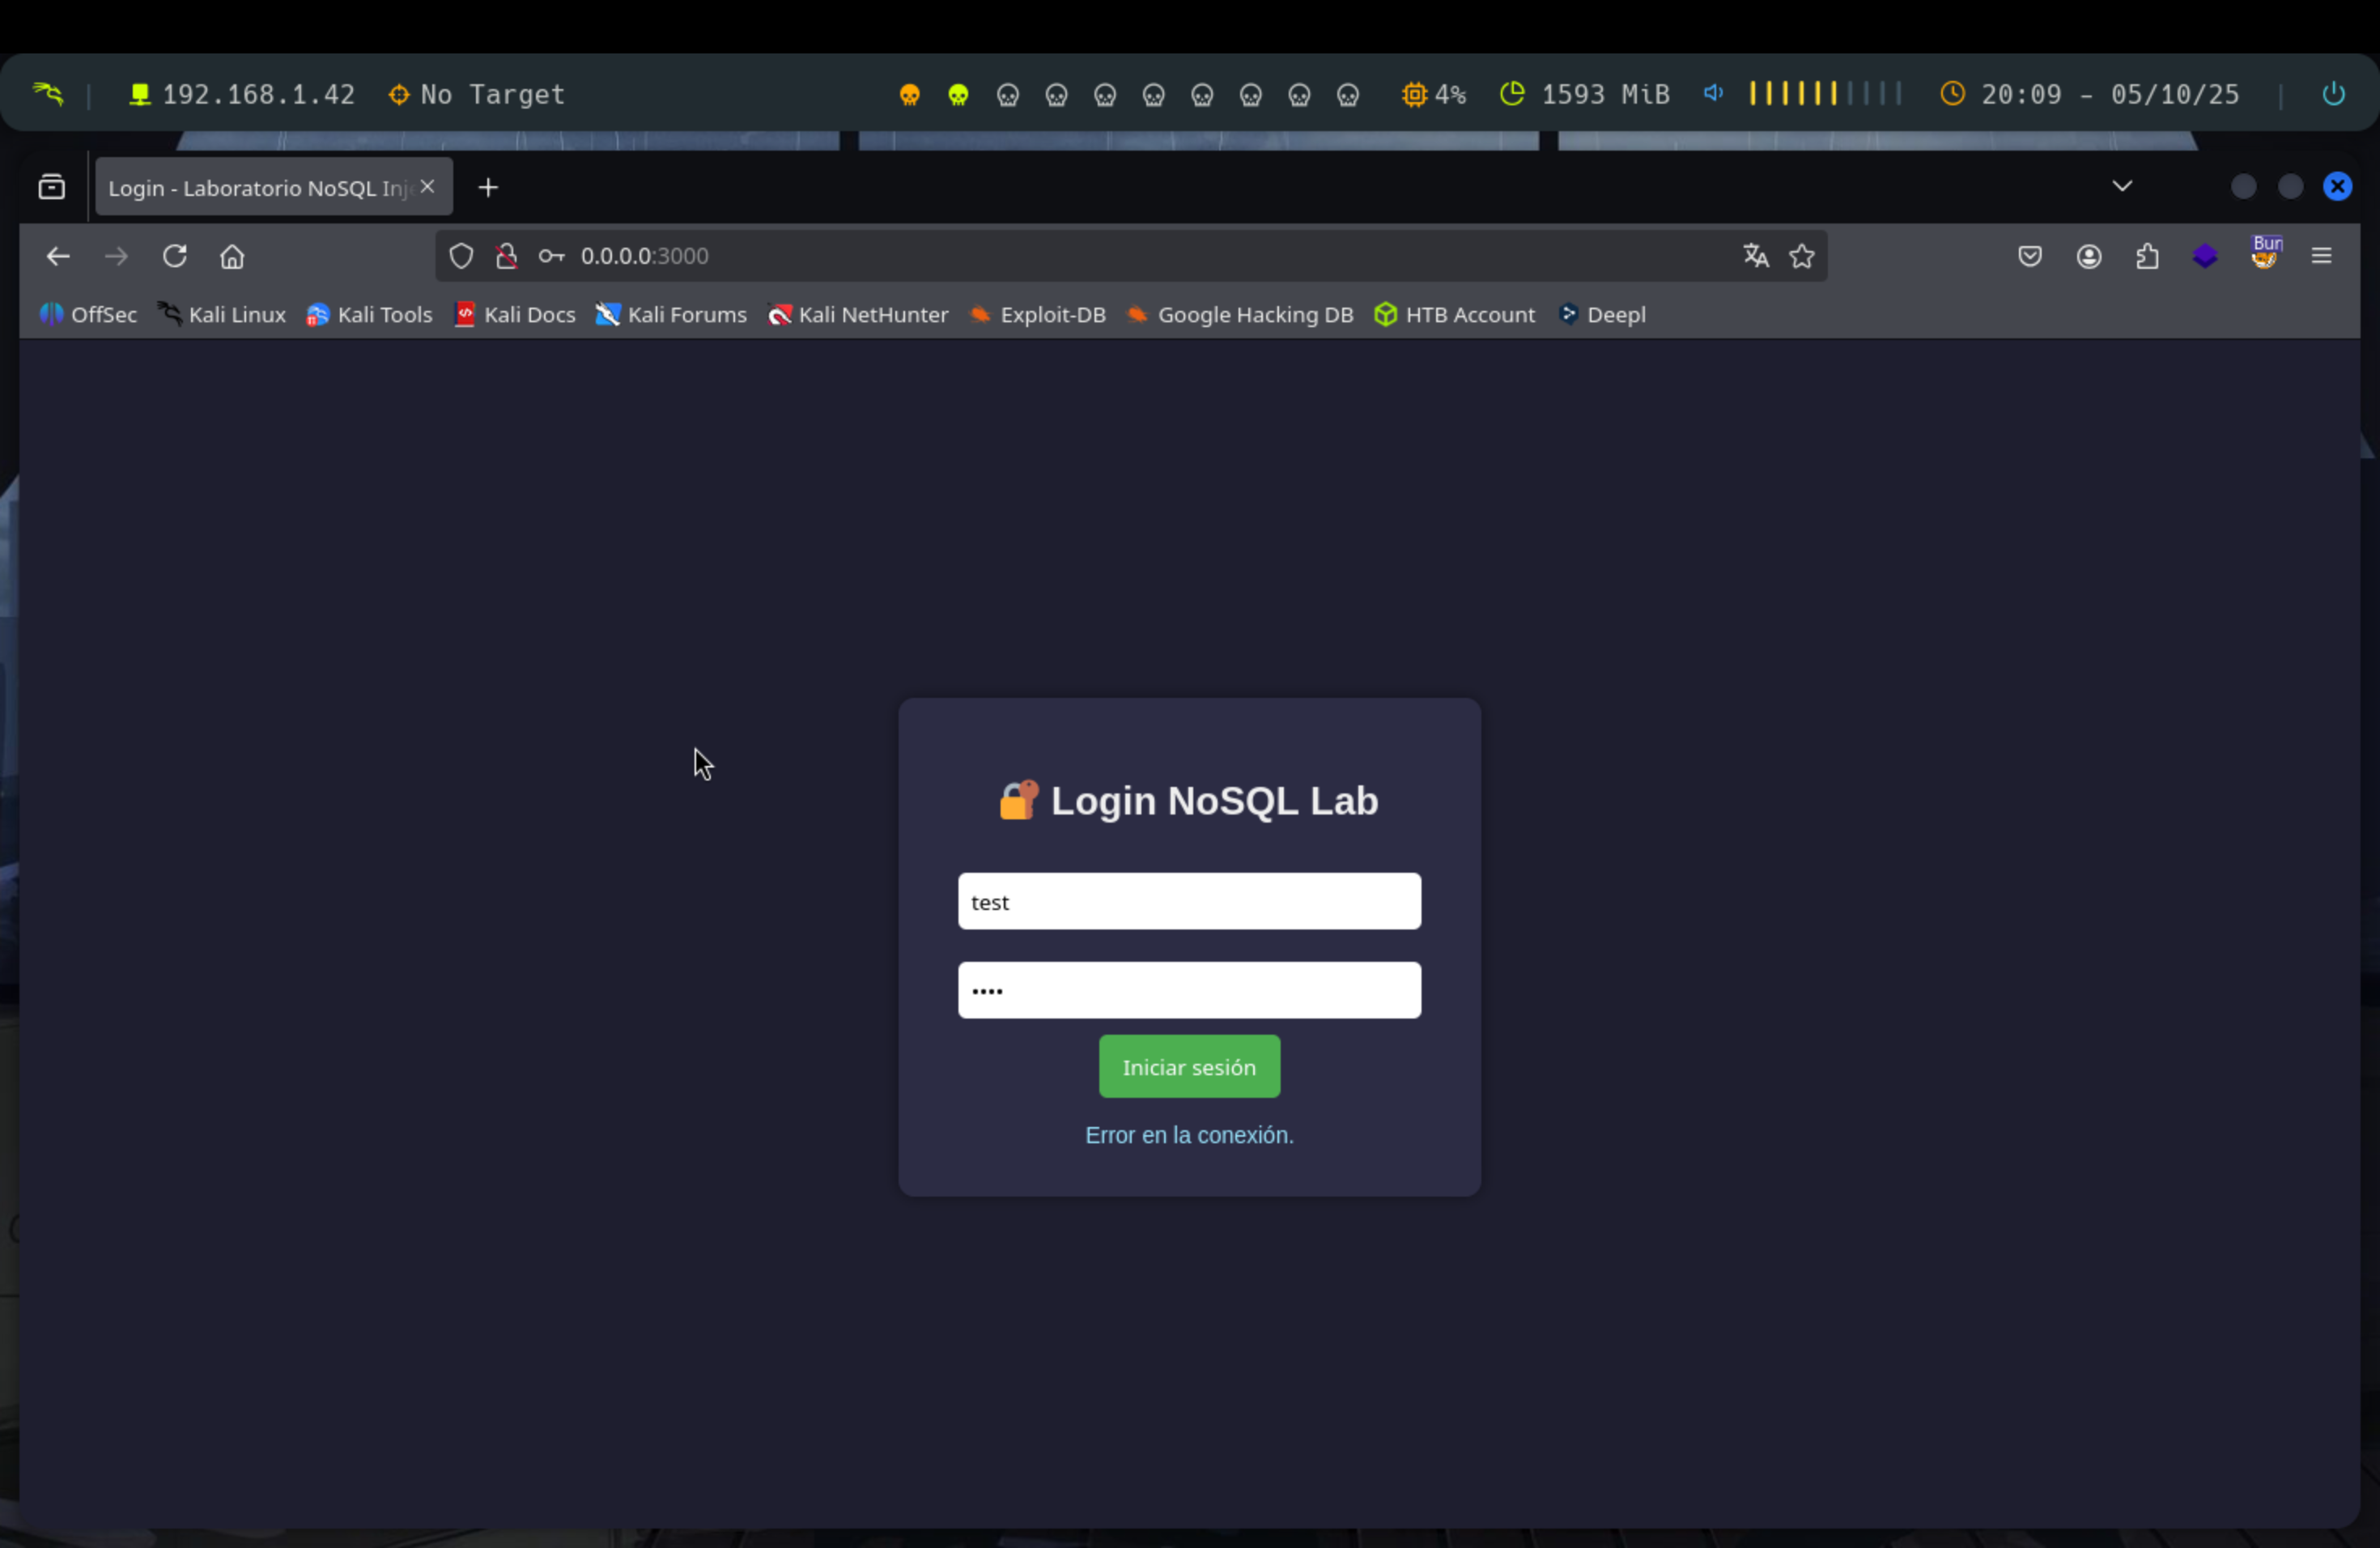 192.168.1.42 No Target 4% 1593 MiB 20:09 - 05/10/25
Login - Laboratorio NoSQL Inj
0.0.0.0:3000
Bur
OffSec Kali Linux Kali Tools Kali Docs Kali Forums Kali NetHunter Exploit-DB Google Hacking DB HTB Account Deepl
Login NoSQL Lab
test
••••
Iniciar sesión
Error en la conexión.